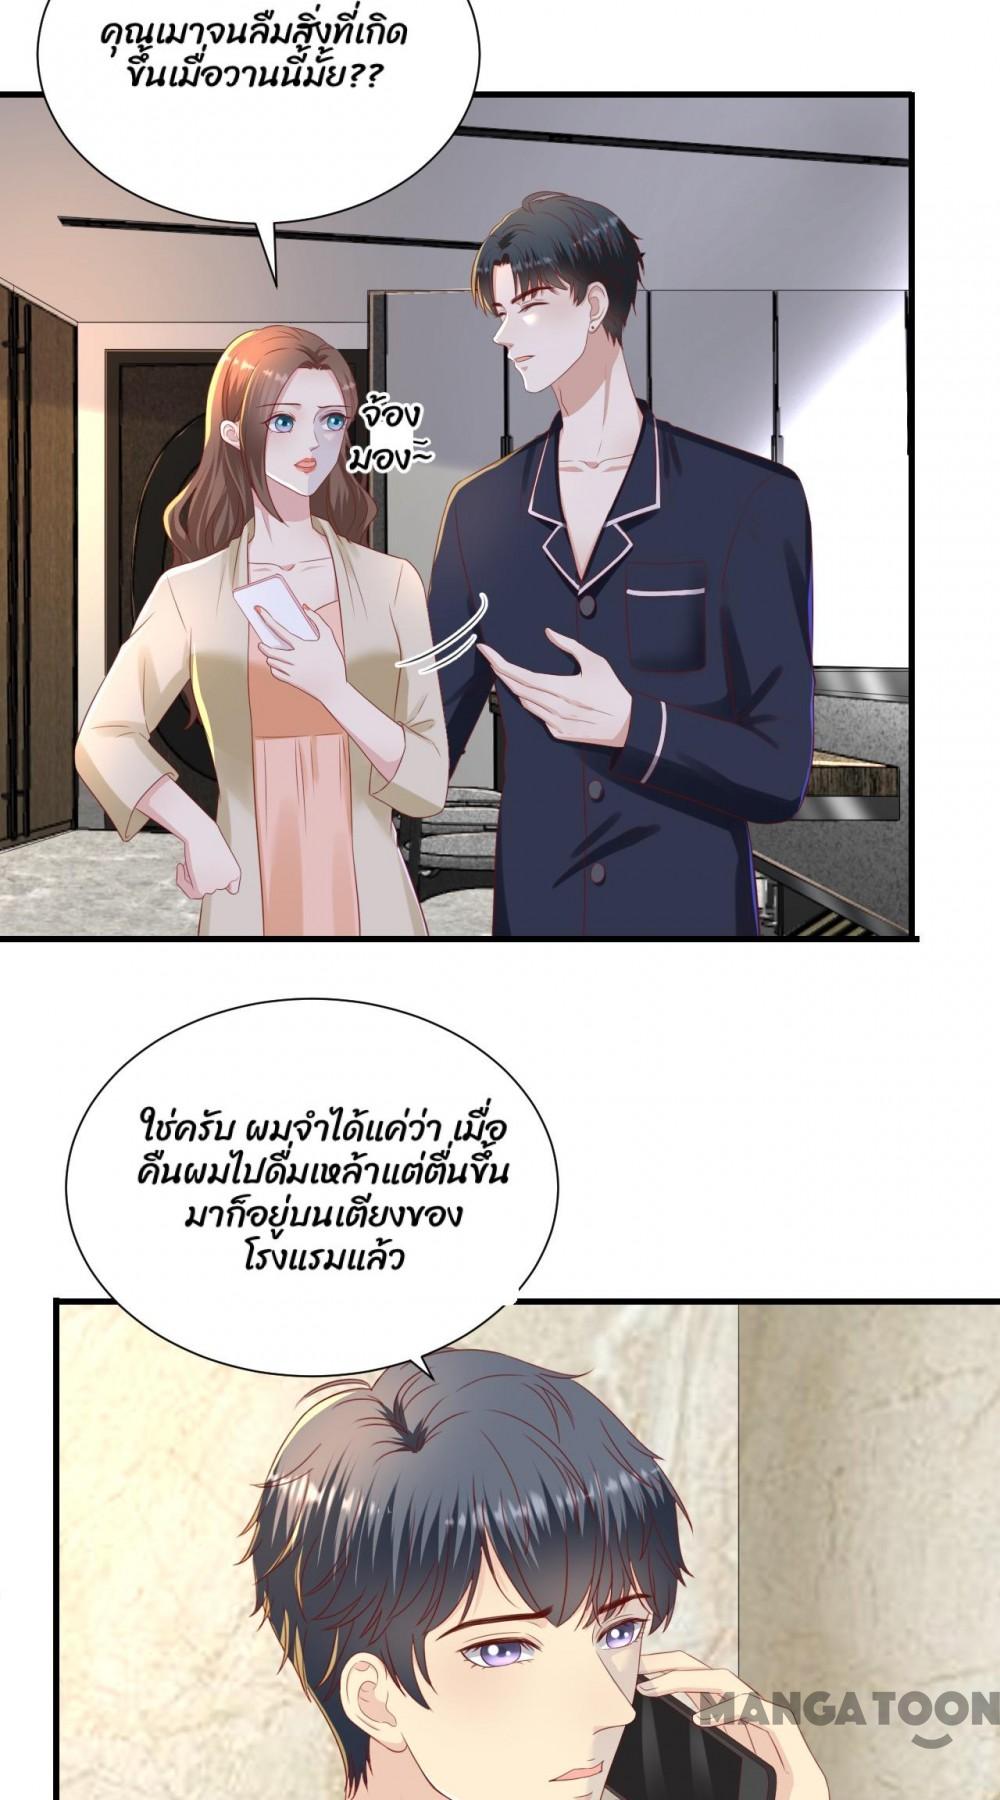 คุณเมาจนลืมสิ่งที่เกิด
ขึ้นเมื่อวานนี้มั้ย??
จ้อง
มอง~
ใช่ครับ ผมจำได้แค่ว่า เมื่อ
คืนผมไปดื่มเหล้าแต่ตื่นขึ้น
มาก็อยู่บนเตียงของ
โรงแรมแล้ว
MANGATOON